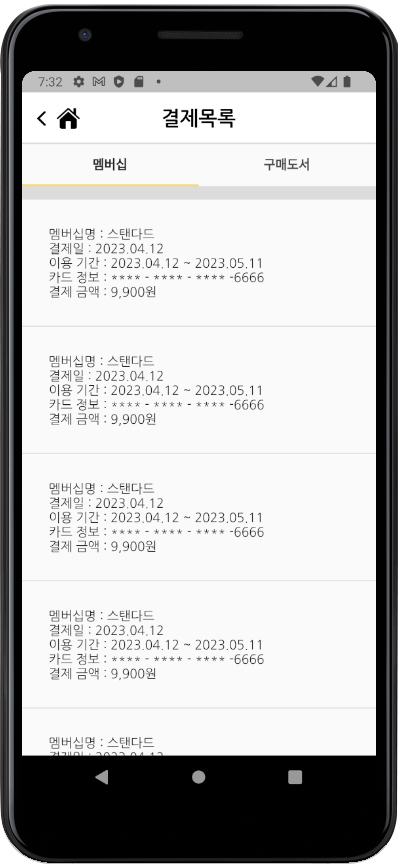 7:32
결제목록
멤버십 구매도서
멤버십명 : 스탠다드
결제일 : 2023.04.12
이용 기간 : 2023.04.12 ~ 2023.05.11
카드 정보 : **** - **** - **** -6666
결제 금액 : 9,900원
멤버십명 : 스탠다드
결제일 : 2023.04.12
이용 기간 : 2023.04.12 ~ 2023.05.11
카드 정보 : **** - **** - **** -6666
결제 금액 : 9,900원
멤버십명 : 스탠다드
결제일 : 2023.04.12
이용 기간 : 2023.04.12 ~ 2023.05.11
카드 정보 : **** - **** - **** -6666
결제 금액 : 9,900원
멤버십명 : 스탠다드
결제일 : 2023.04.12
이용 기간 : 2023.04.12 ~ 2023.05.11
카드 정보 : **** - **** - **** -6666
결제 금액 : 9,900원
멤버십명 : 스탠다드